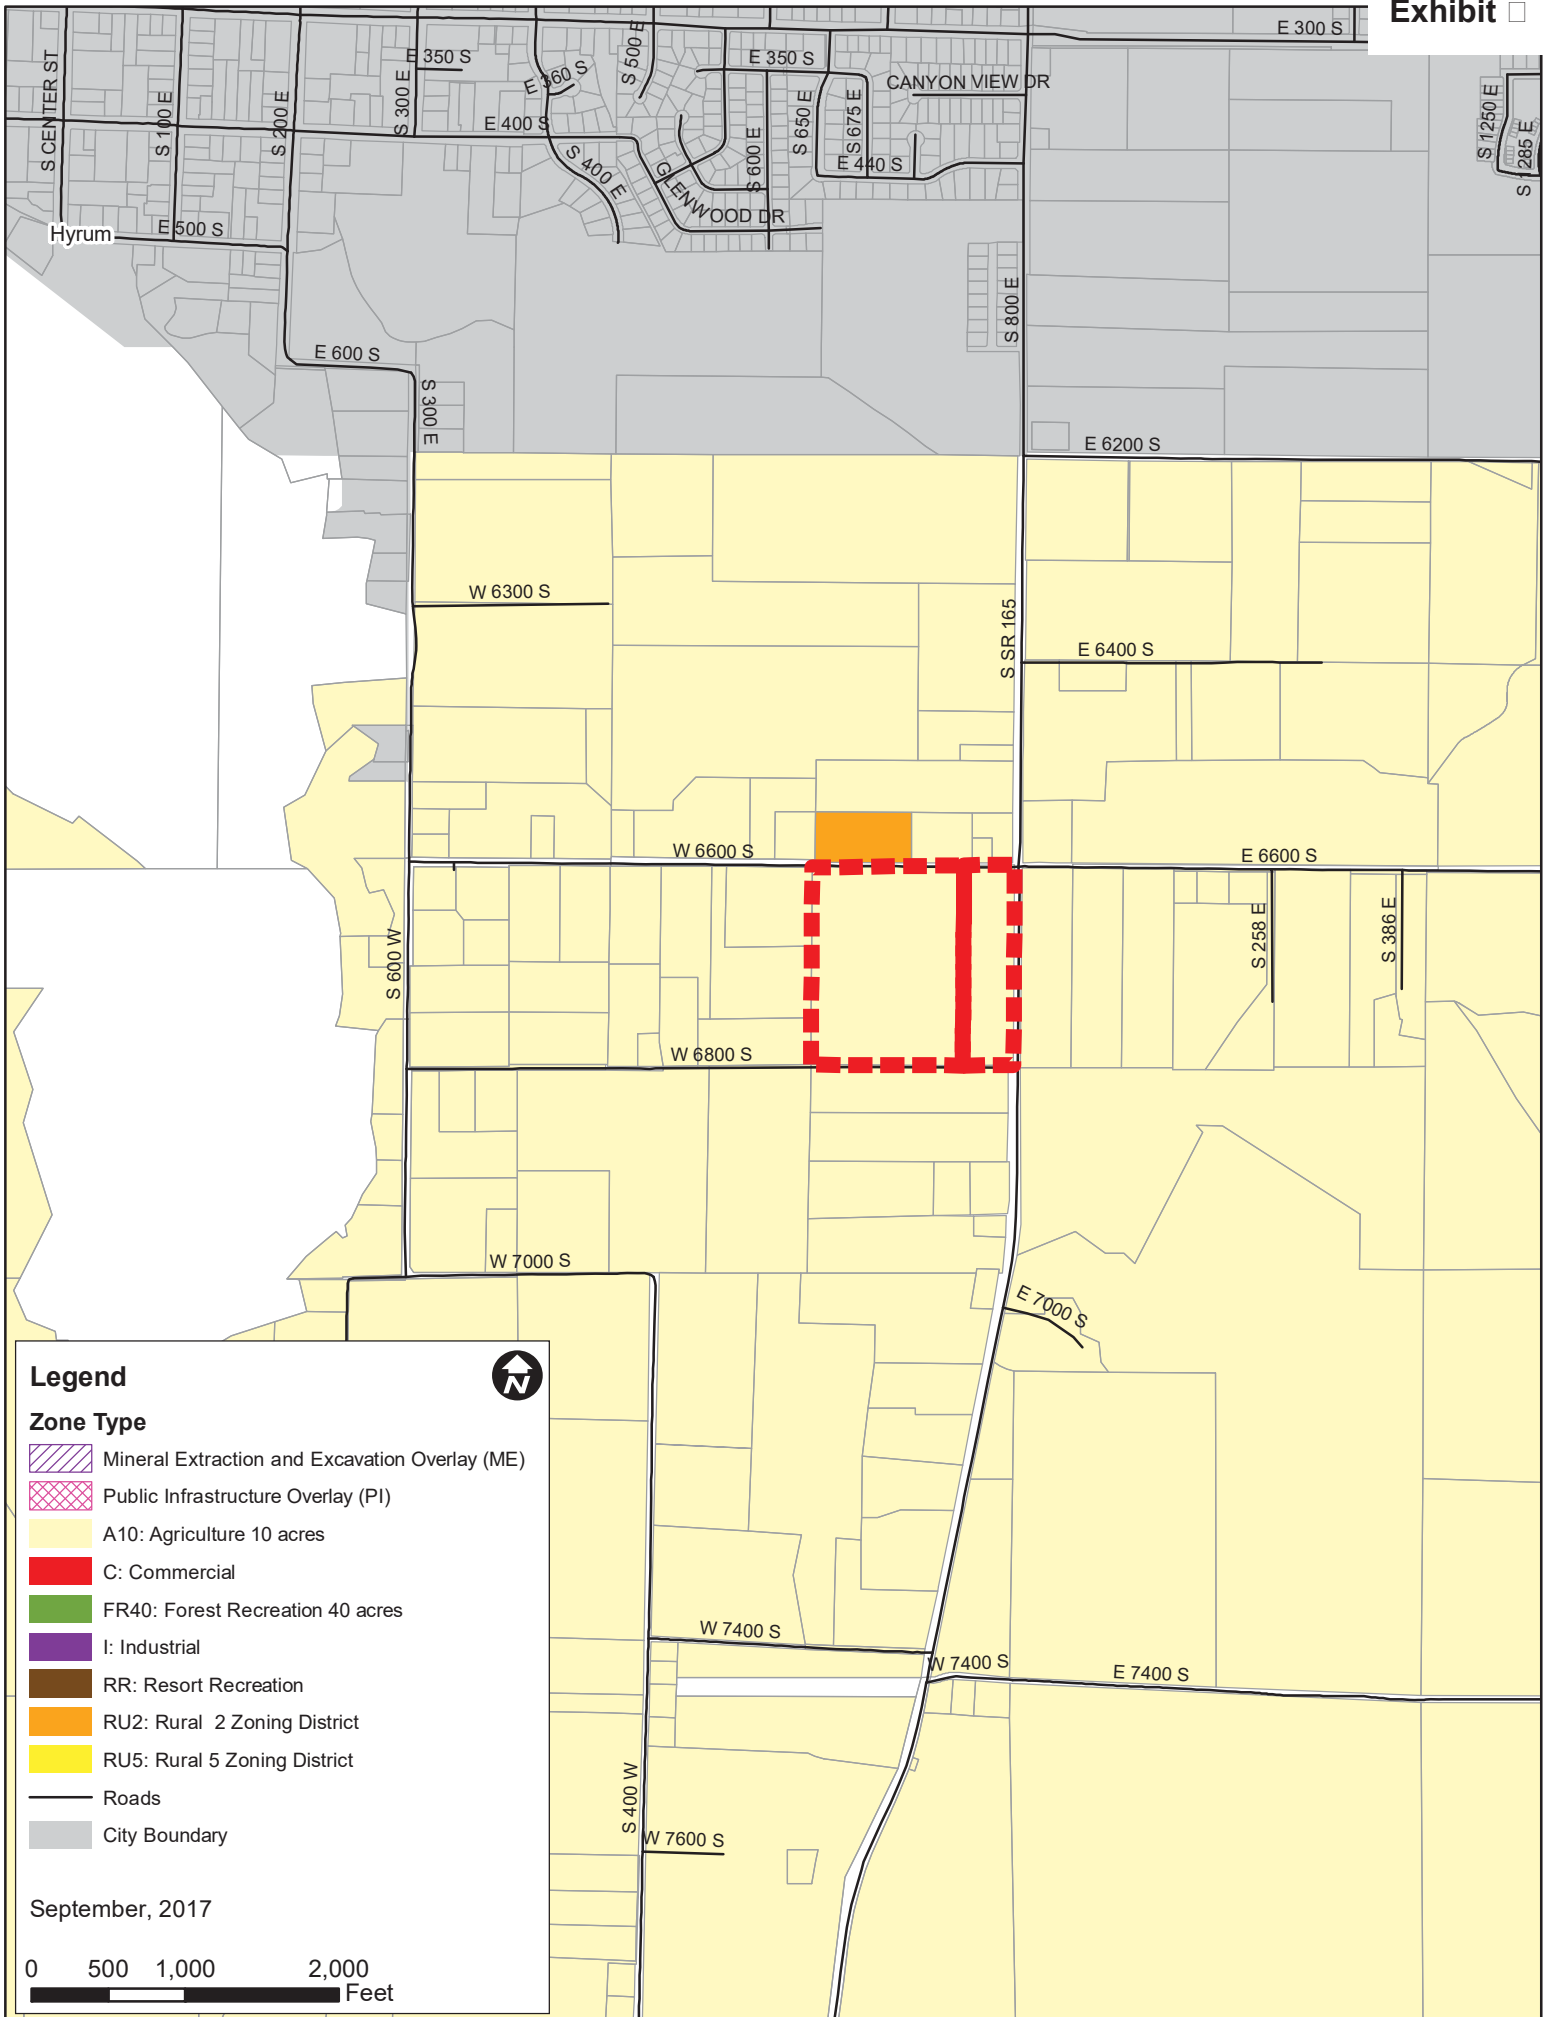 Exhibit □
E 300 S
S CENTER ST
S 100 E
S 200 E
S 300 E
E 350 S
E 360 S
S 500 E
E 350 S
CANYON VIEW DR
S 1250 E
S 1285 E
E 400 S
S 400 E
GLENWOOD DR
S 600 E
S 650 E
S 675 E
E 440 S
Hyrum
E 500 S
S 800 E
E 600 S
S 300 E
E 6200 S
W 6300 S
S SR 165
E 6400 S
W 6600 S
E 6600 S
S 600 W
S 258 E
S 386 E
W 6800 S
W 7000 S
E 7000 S
W 7400 S
W 7400 S
E 7400 S
S 400 W
W 7600 S
Legend
N
Zone Type
Mineral Extraction and Excavation Overlay (ME)
Public Infrastructure Overlay (PI)
A10: Agriculture 10 acres
C: Commercial
FR40: Forest Recreation 40 acres
I: Industrial
RR: Resort Recreation
RU2: Rural 2 Zoning District
RU5: Rural 5 Zoning District
Roads
City Boundary
September, 2017
0 500 1,000 2,000
Feet